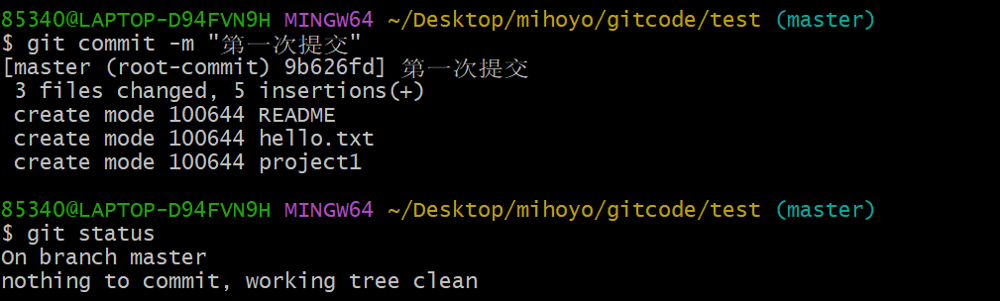 85340@LAPTOP-D94FVN9H MINGW64 ~/Desktop/mihoyo/gitcode/test (master)
$ git commit -m "第一次提交"
[master (root-commit) 9b626fd] 第一次提交
 3 files changed, 5 insertions(+)
 create mode 100644 README
 create mode 100644 hello.txt
 create mode 100644 project1
85340@LAPTOP-D94FVN9H MINGW64 ~/Desktop/mihoyo/gitcode/test (master)
$ git status
On branch master
nothing to commit, working tree clean